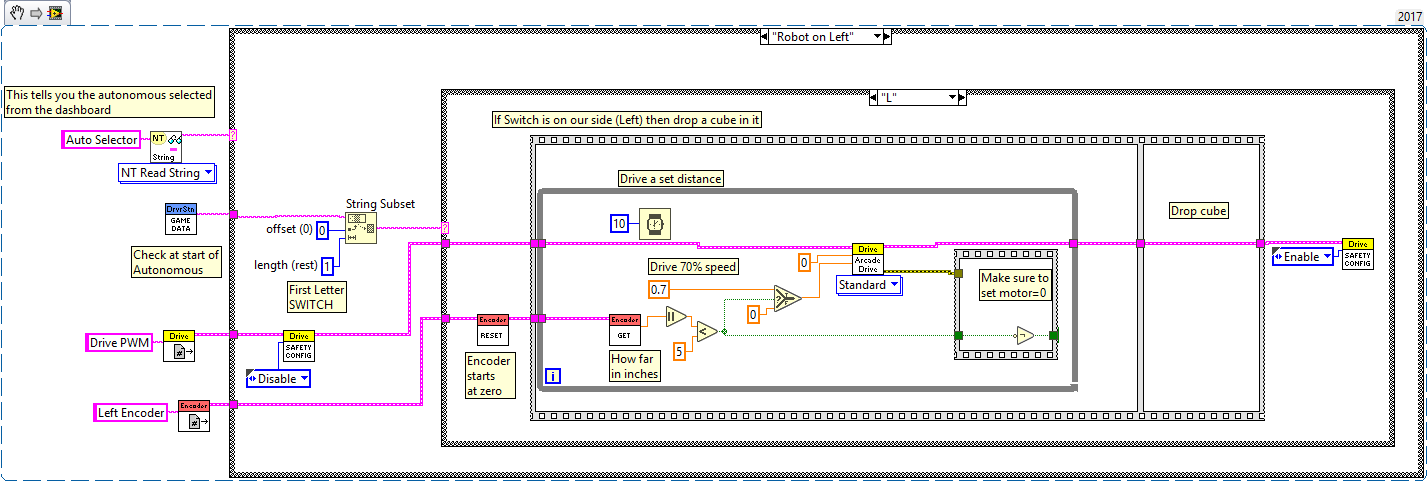 2017
"Robot on Left"
This tells you the autonomous selected
from the dashboard
"L"
If Switch is on our side (Left) then drop a cube in it
Auto Selector
NT
String
NT Read String
Drive a set distance
String Subset
DrvrStn
GAME
DATA
offset (0)
0
10
Drop cube
Check at start of
Autonomous
length (rest)
1
Drive 70% speed
0
Drive
Arcade
Drive
Standard
Drive
SAFETY
CONFIG
Enable
First Letter
SWITCH
0.7
T
F
0
Make sure to
set motor=0
Drive PWM
Drive
#
Drive
SAFETY
CONFIG
Disable
Encoder
RESET
Encoder
GET
<
5
Encoder
starts
at zero
How far
in inches
i
Left Encoder
Encoder
#